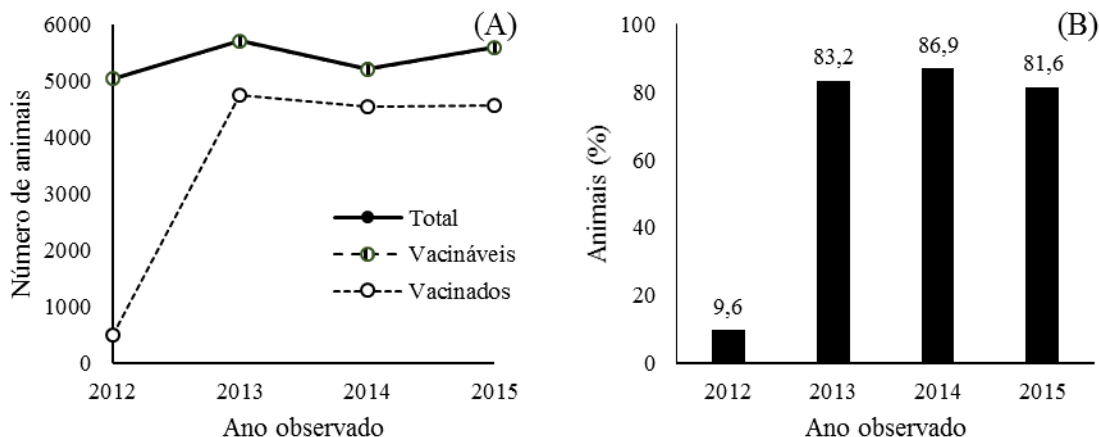 (A)
6000
5000
4000
3000
2000
1000
0
Número de animais
Total
Vacináveis
Vacinados
2012 2013 2014 2015
Ano observado
(B)
100
80
60
40
20
0
Animais (%)
9,6
83,2
86,9
81,6
2012 2013 2014 2015
Ano observado